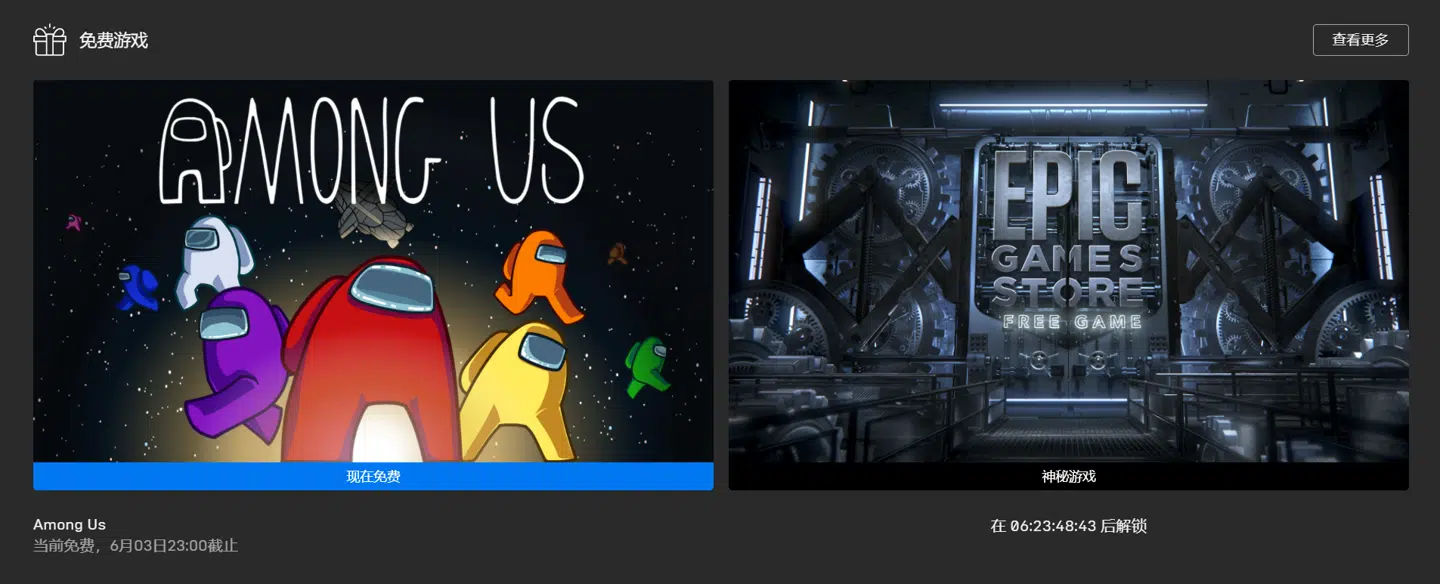 免费游戏
查看更多
AMONG US
现在免费
Among Us
当前免费，6月03日23:00截止
EPIC
GAMES
STORE
FREE GAME
神秘游戏
在 06:23:48:43 后解锁